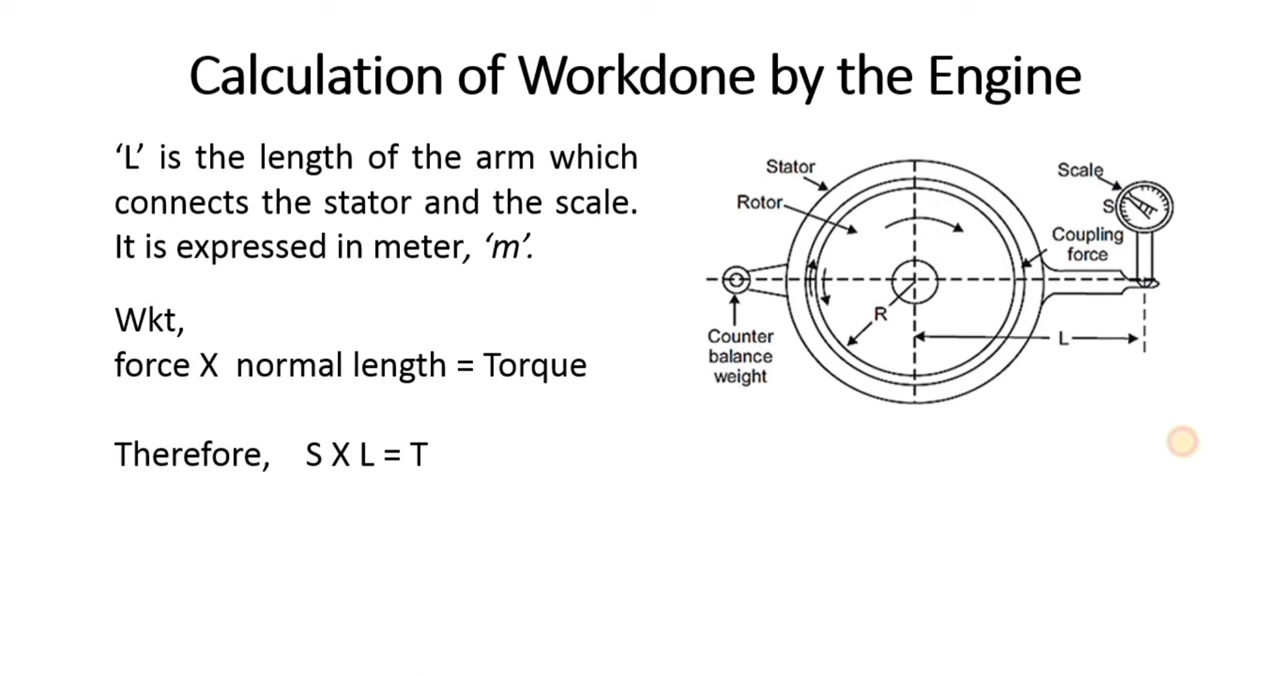 Calculation of Workdone by the Engine
‘L’ is the length of the arm which
connects the stator and the scale.
It is expressed in meter, ‘m’.
Wkt,
force X normal length = Torque
Therefore, S X L = T
Stator
Rotor
Scale
S
Coupling
force
R
L
Counter
balance
weight